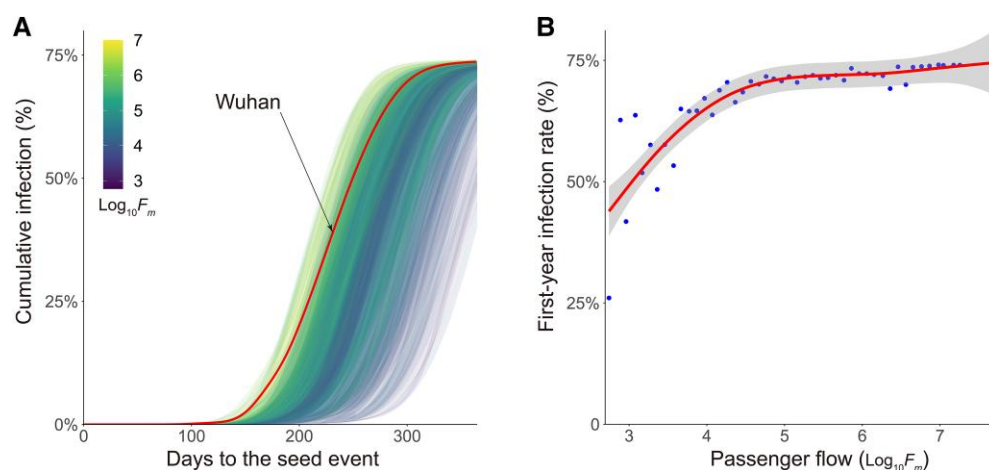 A
Cumulative infection (%)
75%
50%
25%
0%
7
6
5
4
3
Log10Fm
Wuhan
0
100
200
300
Days to the seed event
B
First-year infection rate (%)
75%
50%
25%
0
3
4
5
6
7
Passenger flow (Log10Fm)